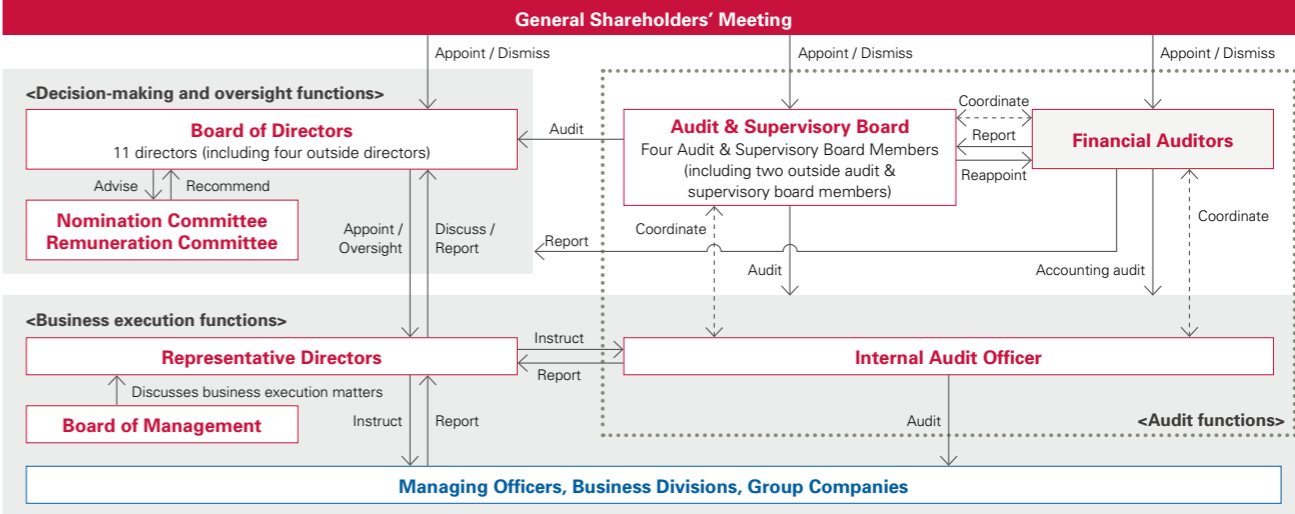 General Shareholders’ Meeting
Appoint / Dismiss
Appoint / Dismiss
Appoint / Dismiss
<Decision-making and oversight functions>
Board of Directors
11 directors (including four outside directors)
Audit
Audit & Supervisory Board
Four Audit & Supervisory Board Members
(including two outside audit &
supervisory board members)
Coordinate
Report
Reappoint
Financial Auditors
Advise
Recommend
Nomination Committee
Remuneration Committee
Appoint /
Oversight
Discuss /
Report
Report
Coordinate
Audit
Accounting audit
Coordinate
<Business execution functions>
Representative Directors
Instruct
Report
Internal Audit Officer
Discusses business execution matters
Board of Management
Instruct
Report
Audit
<Audit functions>
Managing Officers, Business Divisions, Group Companies